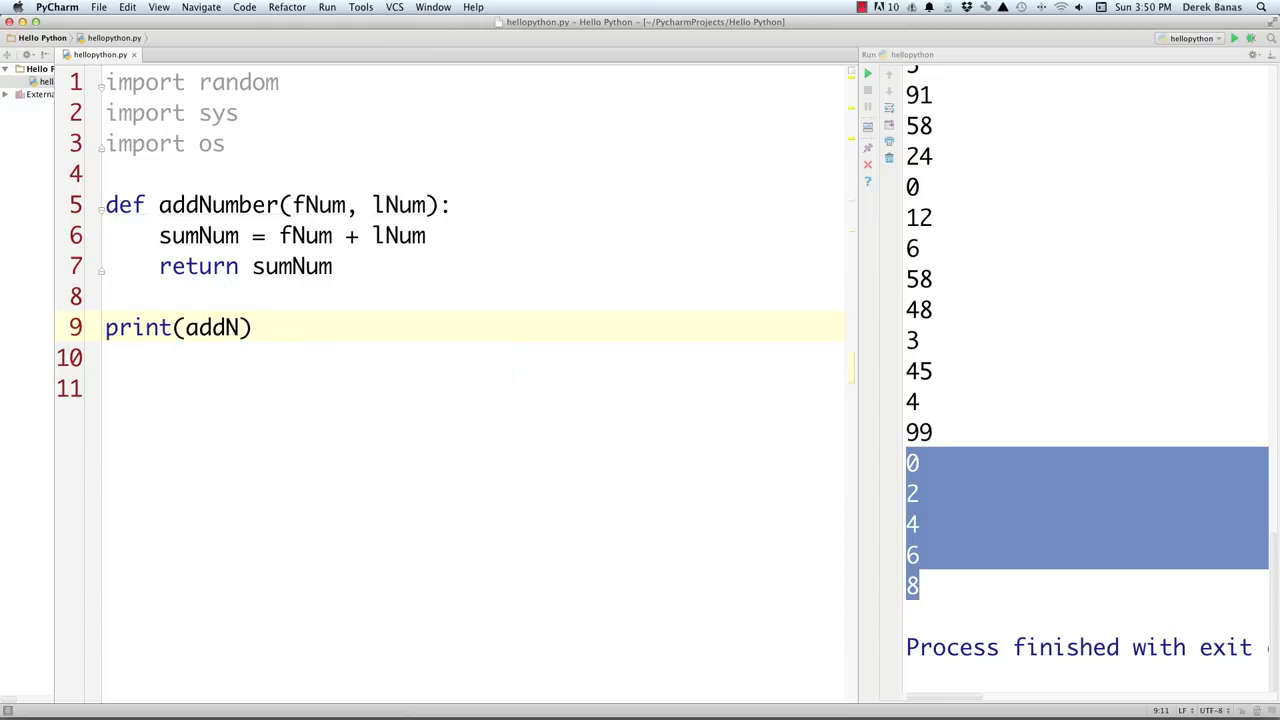 PyCharm File Edit View Navigate Code Refactor Run Tools VCS Window Help 10 Sun 3:50 PM Derek Banas
hellopython.py – Hello Python – [~/PycharmProjects/Hello Python]
Hello Python hellopython.py hellopython
hellopython.py Run hellopython
Hello P
hell
Externa
1 import random
2 import sys
3 import os
4
5 def addNumber(fNum, lNum):
6 sumNum = fNum + lNum
7 return sumNum
8
9 print(addN)
10
11
91
58
24
0
12
6
58
48
3
45
4
99
0
2
4
6
8
Process finished with exit
9:11 LF UTF-8